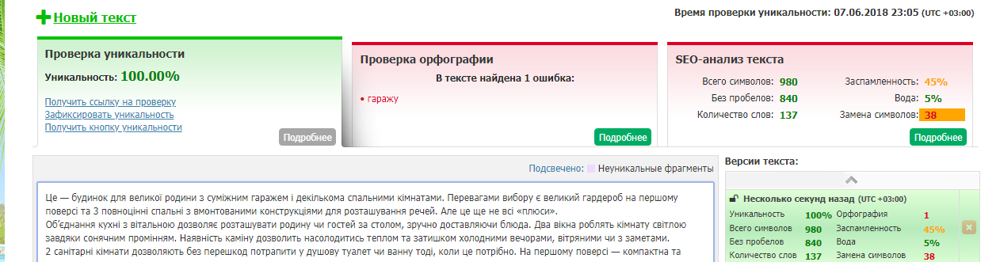 Новый текст
Время проверки уникальности: 07.06.2018 23:05 (UTC +03:00)
Проверка уникальности
Уникальность: 100.00%
Получить ссылку на проверку
Зафиксировать уникальность
Получить кнопку уникальности
Подробнее
Проверка орфографии
В тексте найдена 1 ошибка:
• гаражу
Подробнее
SEO-анализ текста
Всего символов: 980 Заспамленность: 45%
Без пробелов: 840 Вода: 5%
Количество слов: 137 Замена символов: 38
Подробнее
Подсвечено: Неуникальные фрагменты
Це — будинок для великої родини з суміжним гаражем і декількома спальними кімнатами. Перевагами вибору є великий гардероб на першому
поверсі та 3 повноцінні спальні з вмонтованими конструкціями для розташування речей. Але це ще не всі «плюси».
Об’єднання кухні з вітальною дозволяє розташувати родину чи гостей за столом, зручно доставляючи блюда. Два вікна роблять кімнату світлою
завдяки сонячним промінням. Наявність каміну дозволить насолодитись теплом та затишком холодними вечорами, вітряними чи з заметами.
2 санітарні кімнати дозволяють без перешкод потрапити у душову туалет чи ванну тоді, коли це потрібно. На першому поверсі — компактна та
Версии текста:
Несколько секунд назад (UTC +03:00)
Уникальность 100% Орфография 1
Всего символов 980 Заспамленность 45%
Без пробелов 840 Вода 5%
Количество слов 137 Замена символов 38